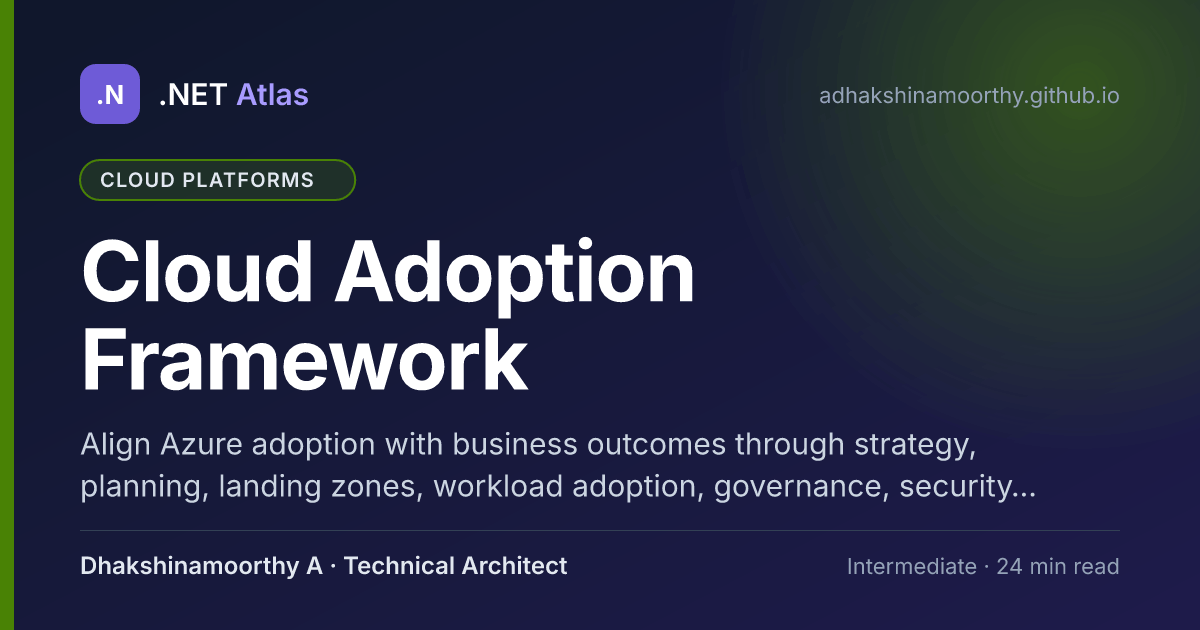 .N .NET Atlas
adhakshinamoorthy.github.io
CLOUD PLATFORMS
Cloud Adoption
Framework
Align Azure adoption with business outcomes through strategy,
planning, landing zones, workload adoption, governance, security...
Dhakshinamoorthy A · Technical Architect
Intermediate · 24 min read